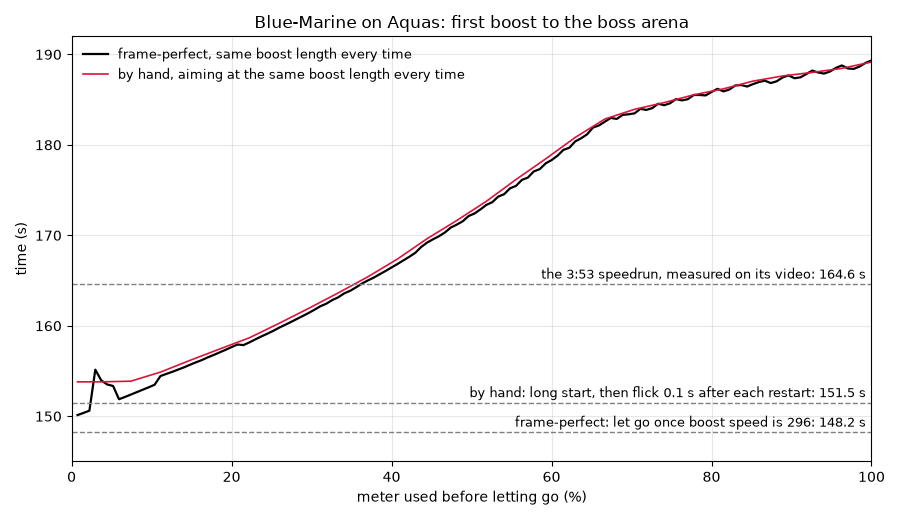 Blue-Marine on Aquas: first boost to the boss arena
frame-perfect, same boost length every time
by hand, aiming at the same boost length every time
190
180
170
160
150
time (s)
the 3:53 speedrun, measured on its video: 164.6 s
by hand: long start, then flick 0.1 s after each restart: 151.5 s
frame-perfect: let go once boost speed is 296: 148.2 s
0 20 40 60 80 100
meter used before letting go (%)